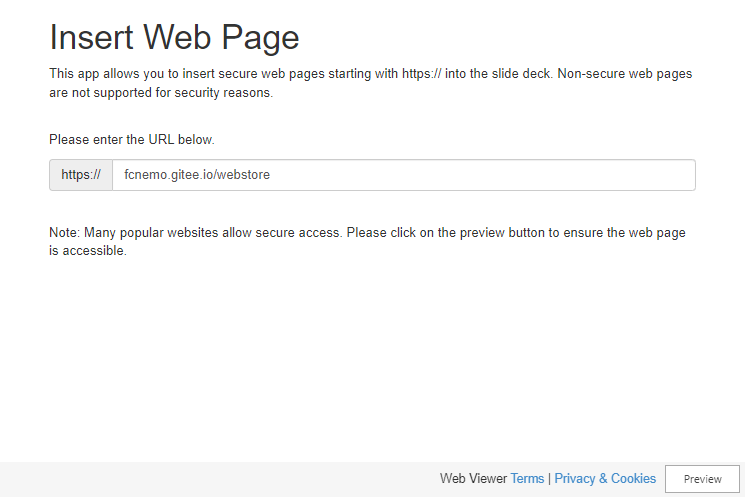 Insert Web Page
This app allows you to insert secure web pages starting with https:// into the slide deck. Non-secure web pages
are not supported for security reasons.
Please enter the URL below.
https:// fcnemo.gitee.io/webstore
Note: Many popular websites allow secure access. Please click on the preview button to ensure the web page
is accessible.
Web Viewer Terms | Privacy & Cookies Preview